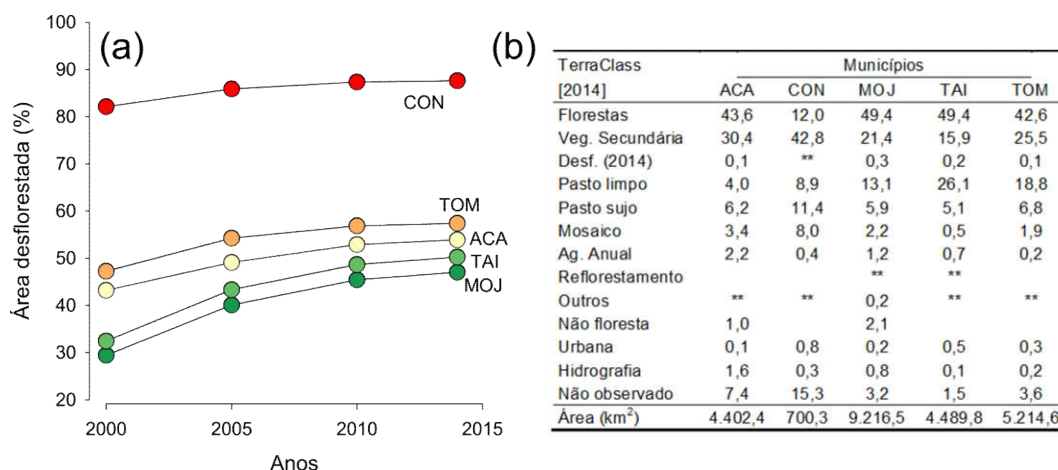 (a)
100
90
80
70
60
50
40
30
20
Área desflorestada (%)
CON
TOM
ACA
TAI
MOJ
2000 2005 2010 2015
Anos
(b)
TerraClass Municípios
[2014] ACA CON MOJ TAI TOM
Florestas 43,6 12,0 49,4 49,4 42,6
Veg. Secundária 30,4 42,8 21,4 15,9 25,5
Desf. (2014) 0,1 ** 0,3 0,2 0,1
Pasto limpo 4,0 8,9 13,1 26,1 18,8
Pasto sujo 6,2 11,4 5,9 5,1 6,8
Mosaico 3,4 8,0 2,2 0,5 1,9
Ag. Anual 2,2 0,4 1,2 0,7 0,2
Reflorestamento ** **
Outros ** ** 0,2 ** **
Não floresta 1,0 2,1
Urbana 0,1 0,8 0,2 0,5 0,3
Hidrografia 1,6 0,3 0,8 0,1 0,2
Não observado 7,4 15,3 3,2 1,5 3,6
Área (km²) 4.402,4 700,3 9.216,5 4.489,8 5.214,6